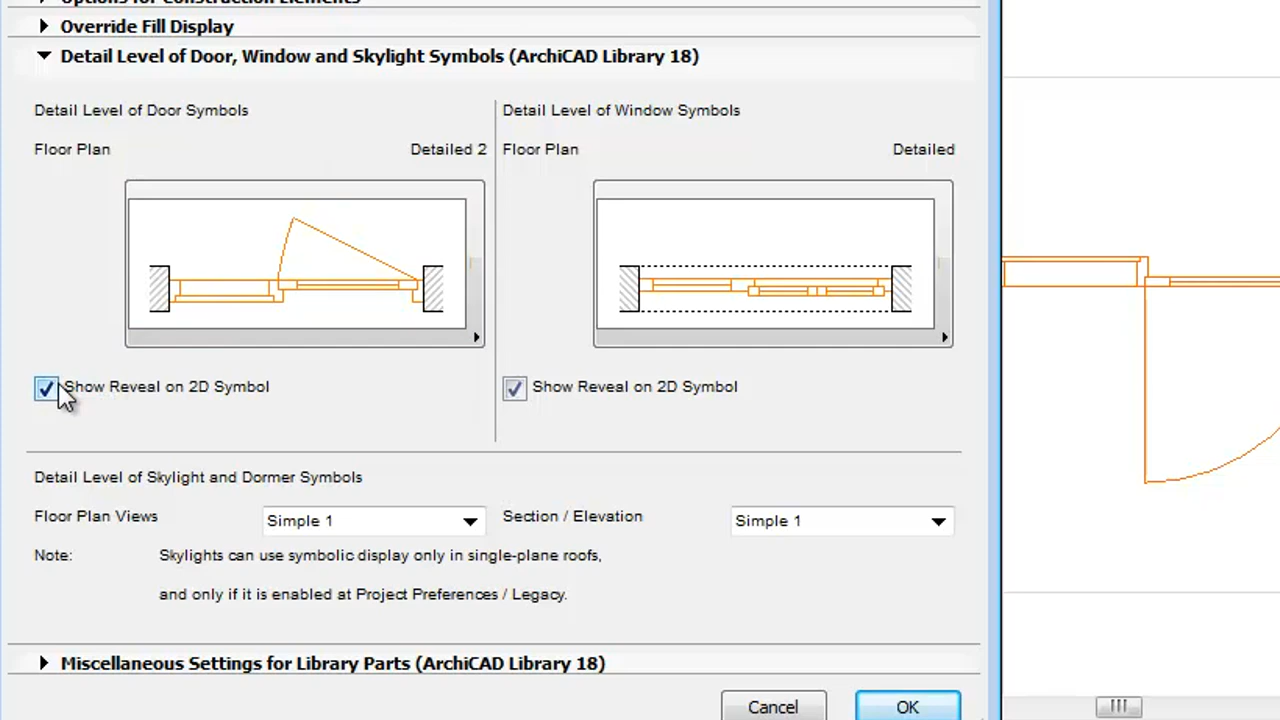 Options for Construction Elements
Override Fill Display
Detail Level of Door, Window and Skylight Symbols (ArchiCAD Library 18)
Detail Level of Door Symbols
Detail Level of Window Symbols
Floor Plan
Detailed 2
Floor Plan
Detailed
Show Reveal on 2D Symbol
Show Reveal on 2D Symbol
Detail Level of Skylight and Dormer Symbols
Floor Plan Views
Simple 1
Section / Elevation
Simple 1
Note:
Skylights can use symbolic display only in single-plane roofs,
and only if it is enabled at Project Preferences / Legacy.
Miscellaneous Settings for Library Parts (ArchiCAD Library 18)
Cancel
OK